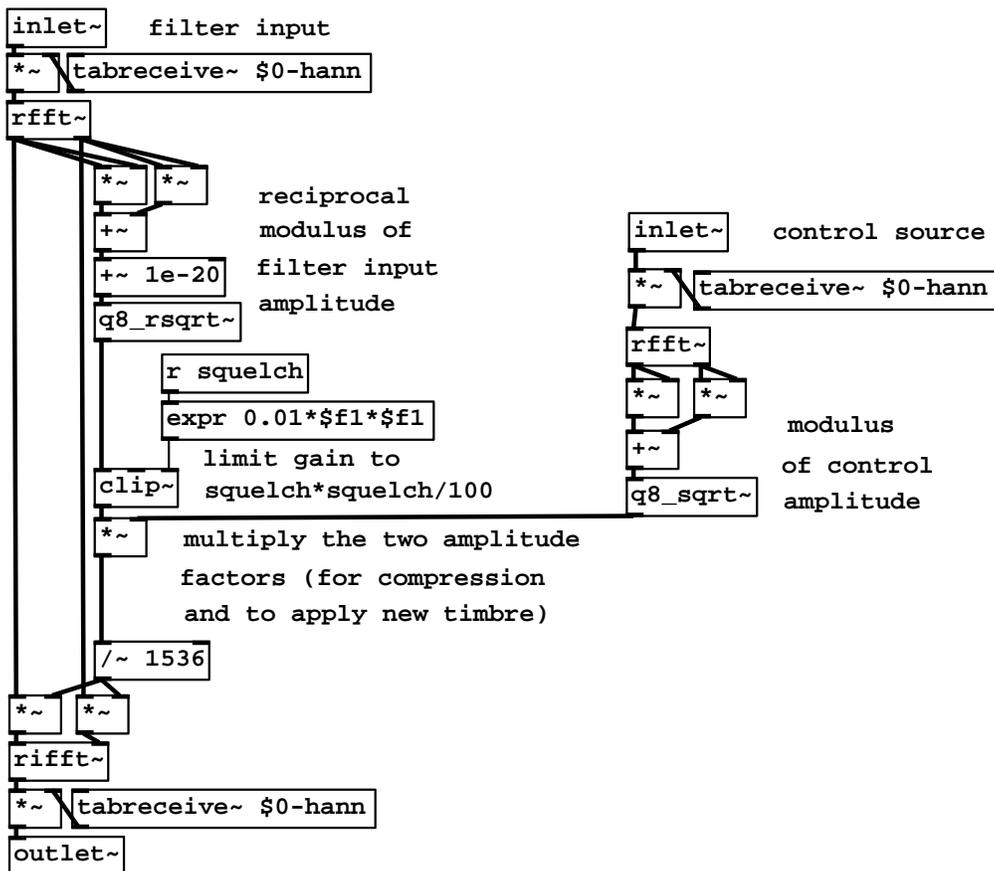 inlet~ filter input
*~ tabreceive~ $0-hann
rfft~
*~ *~
reciprocal
+~ modulus of
+~ 1e-20 filter input
amplitude
q8_rsqrt~
r squelch
expr 0.01*$f1*$f1
limit gain to
clip~ squelch*squelch/100
*~ multiply the two amplitude
factors (for compression
and to apply new timbre)
/~ 1536
*~ *~
rifft~
*~ tabreceive~ $0-hann
outlet~
inlet~ control source
*~ tabreceive~ $0-hann
rfft~
*~ *~
modulus
+~ of control
q8_sqrt~ amplitude